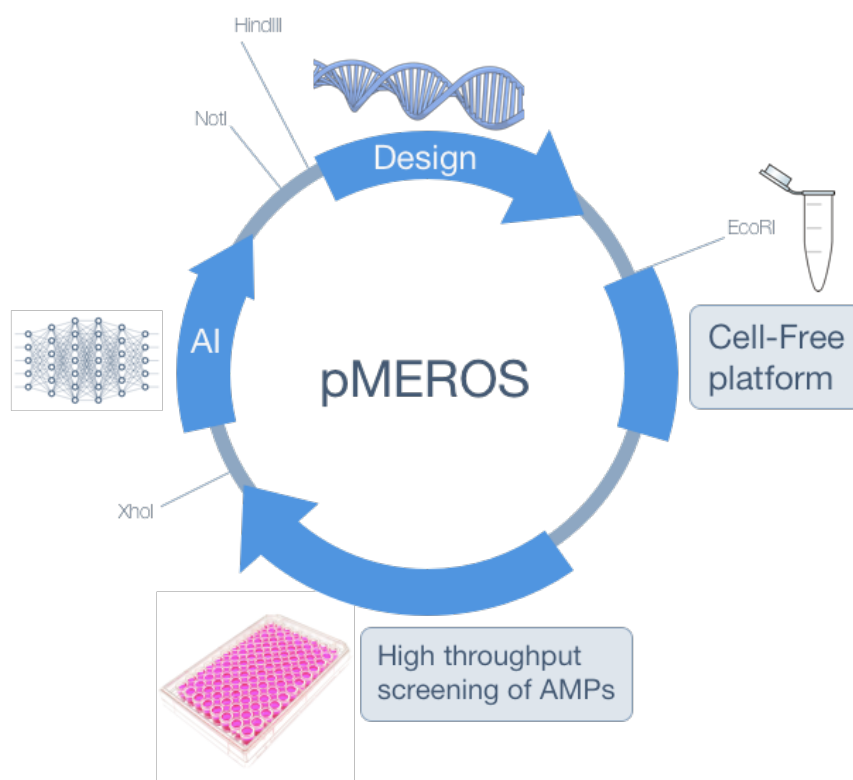 HindIII
NotI
Design
EcoRI
AI
Cell-Free
platform
pMEROS
XhoI
High throughput
screening of AMPs